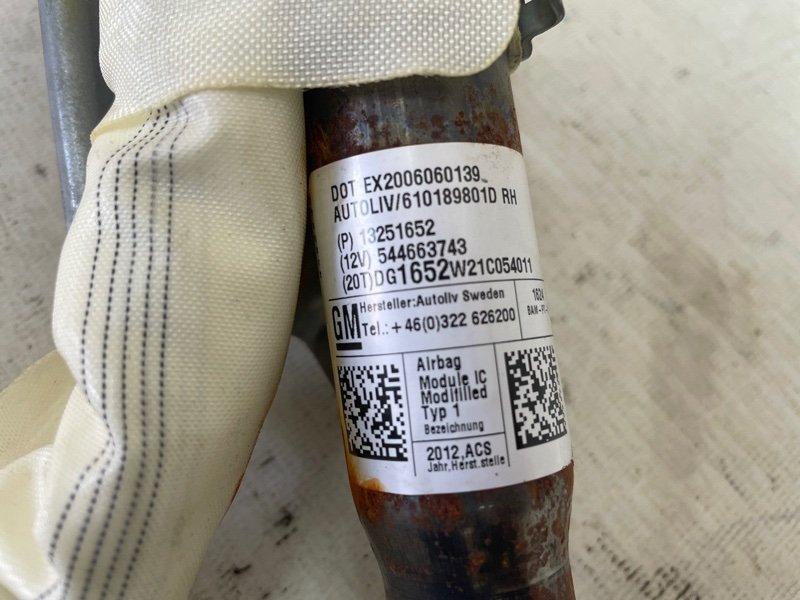 DOT EX2006060139
AUTOLIV/610189801D RH
(P) 13251652
(12V) 544663743
(20T)DG1652W21C054011
GM
Hersteller:Autoliv Sweden
Tel.: +46(0)322 626200
Airbag
Module IC
Modifilled
Typ 1
Bezeichnung
2012,ACS
Jahr,Herst.stelle